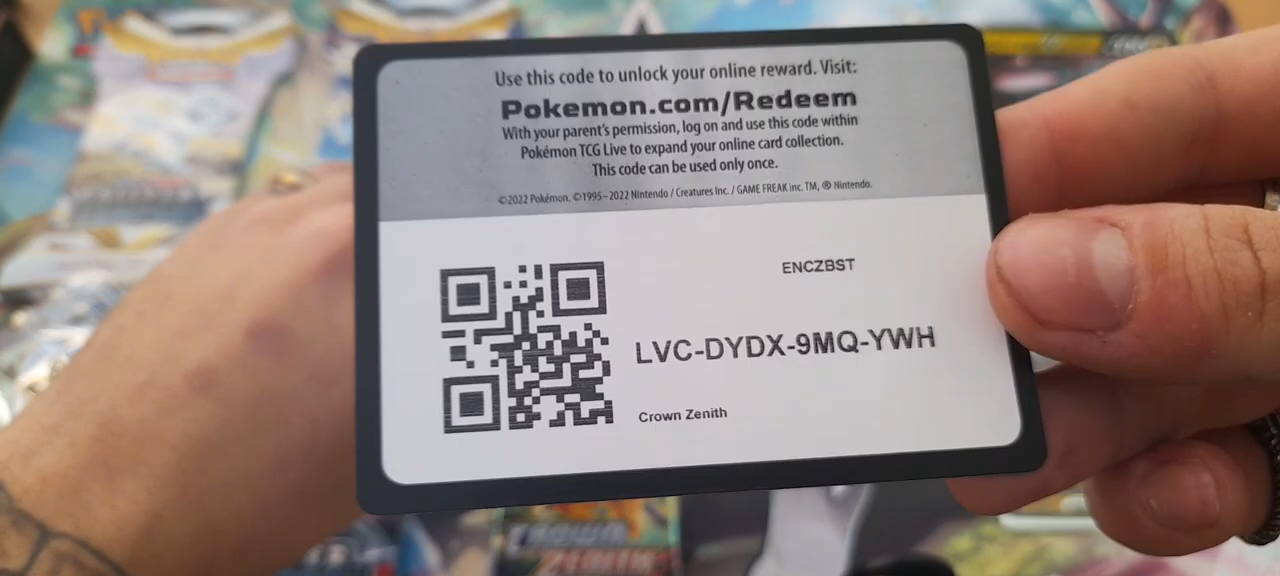 Use this code to unlock your online reward. Visit:
Pokemon.com/Redeem
With your parent's permission, log on and use this code within
Pokémon TCG Live to expand your online card collection.
This code can be used only once.
©2022 Pokémon. ©1995–2022 Nintendo / Creatures Inc. / GAME FREAK inc. TM, ® Nintendo.
ENCZBST
LVC-DYDX-9MQ-YWH
Crown Zenith
CROWN
ZENITH